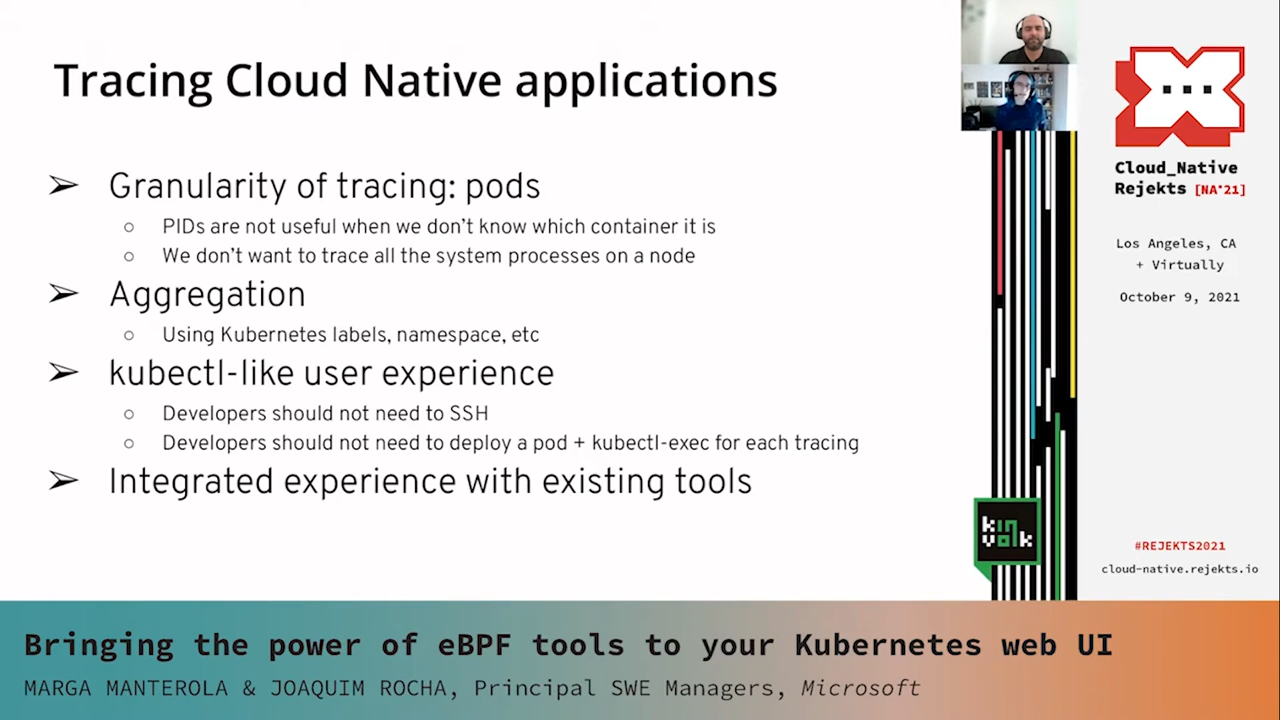 Tracing Cloud Native applications
➢ Granularity of tracing: pods
○ PIDs are not useful when we don’t know which container it is
○ We don’t want to trace all the system processes on a node
➢ Aggregation
○ Using Kubernetes labels, namespace, etc
➢ kubectl-like user experience
○ Developers should not need to SSH
○ Developers should not need to deploy a pod + kubectl-exec for each tracing
➢ Integrated experience with existing tools
kin
volk
Cloud_Native
Rejekts [NA'21]
Los Angeles, CA
+ Virtually
October 9, 2021
#REJEKTS2021
cloud-native.rejekts.io
Bringing the power of eBPF tools to your Kubernetes web UI
MARGA MANTEROLA & JOAQUIM ROCHA, Principal SWE Managers, Microsoft